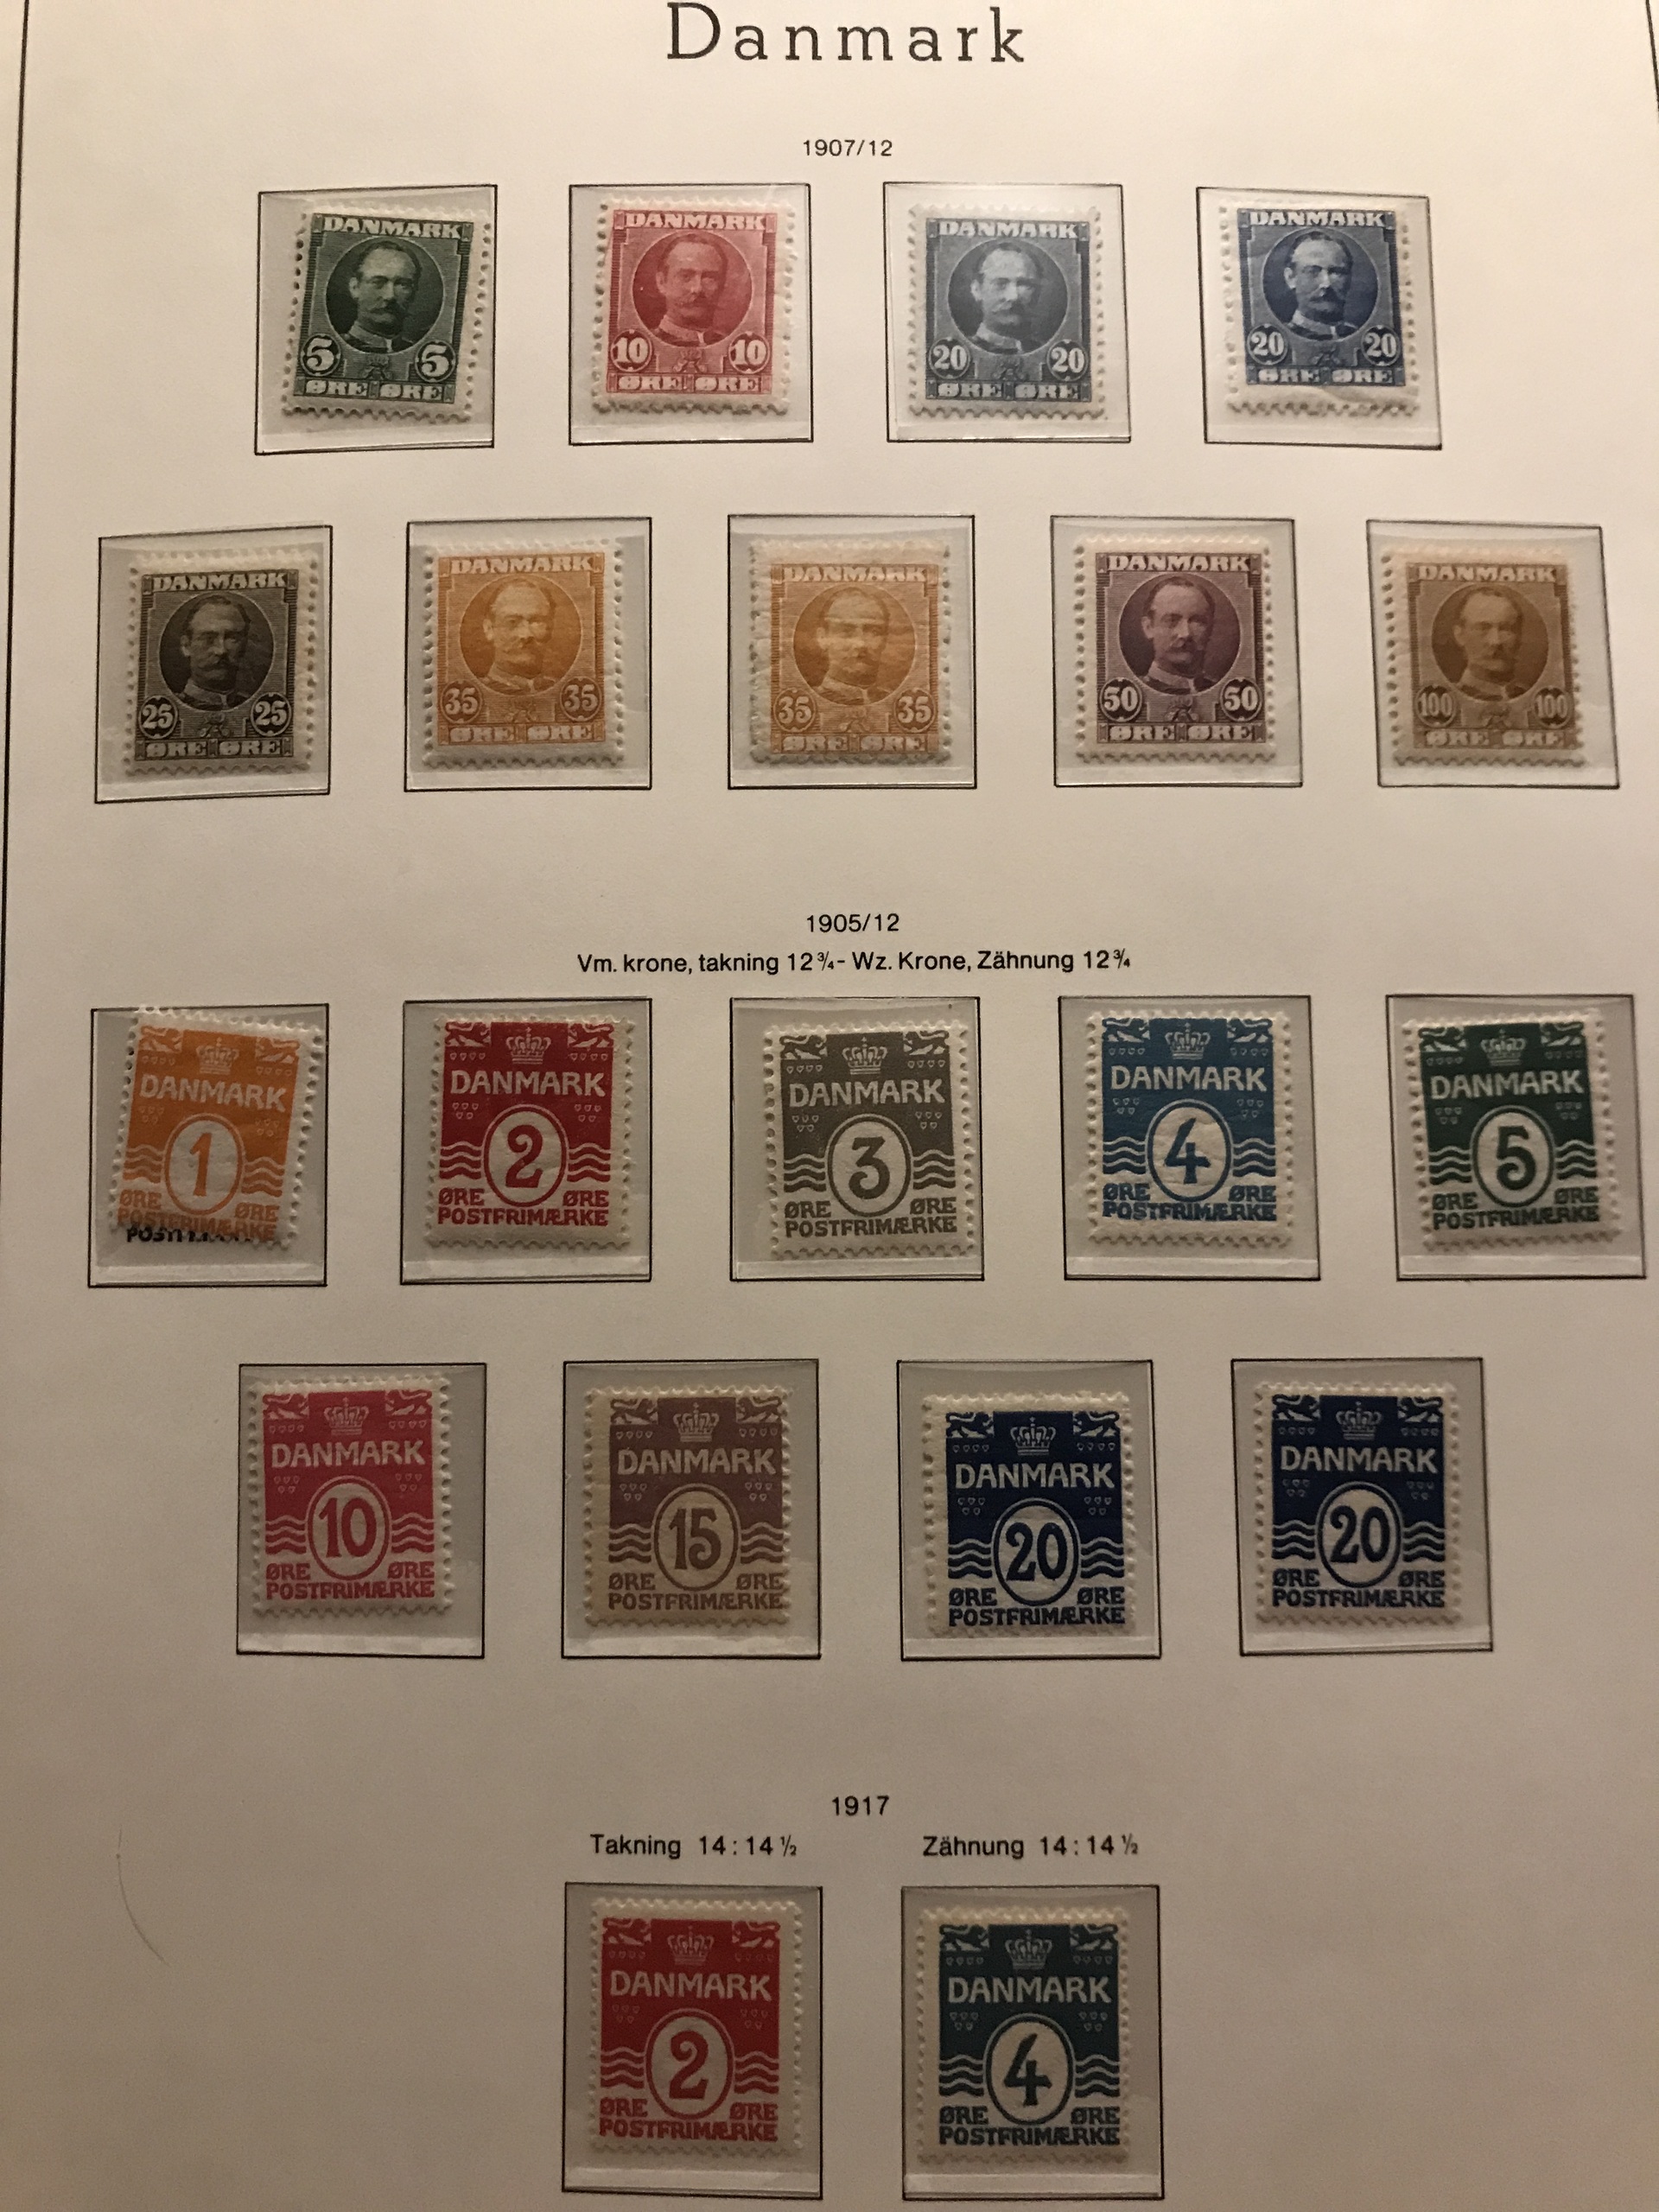 Danmark
1907/12
DANMARK
5 5
ØRE ØRE
DANMARK
10 10
ØRE ØRE
DANMARK
20 20
ØRE ØRE
DANMARK
20 20
ØRE ØRE
DANMARK
25 25
ØRE ØRE
DANMARK
35 35
ØRE ØRE
DANMARK
35 35
ØRE ØRE
DANMARK
50 50
ØRE ØRE
DANMARK
100 100
ØRE ØRE
1905/12
Vm. krone, takning 12¾ - Wz. Krone, Zähnung 12¾
DANMARK
1
ØRE ØRE
POSTFRIMÆRKE
DANMARK
2
ØRE ØRE
POSTFRIMÆRKE
DANMARK
3
ØRE ØRE
POSTFRIMÆRKE
DANMARK
4
ØRE ØRE
POSTFRIMÆRKE
DANMARK
5
ØRE ØRE
POSTFRIMÆRKE
DANMARK
10
ØRE ØRE
POSTFRIMÆRKE
DANMARK
15
ØRE ØRE
POSTFRIMÆRKE
DANMARK
20
ØRE ØRE
POSTFRIMÆRKE
DANMARK
20
ØRE ØRE
POSTFRIMÆRKE
1917
Takning 14 : 14 ½ Zähnung 14 : 14 ½
DANMARK
2
ØRE ØRE
POSTFRIMÆRKE
DANMARK
4
ØRE ØRE
POSTFRIMÆRKE